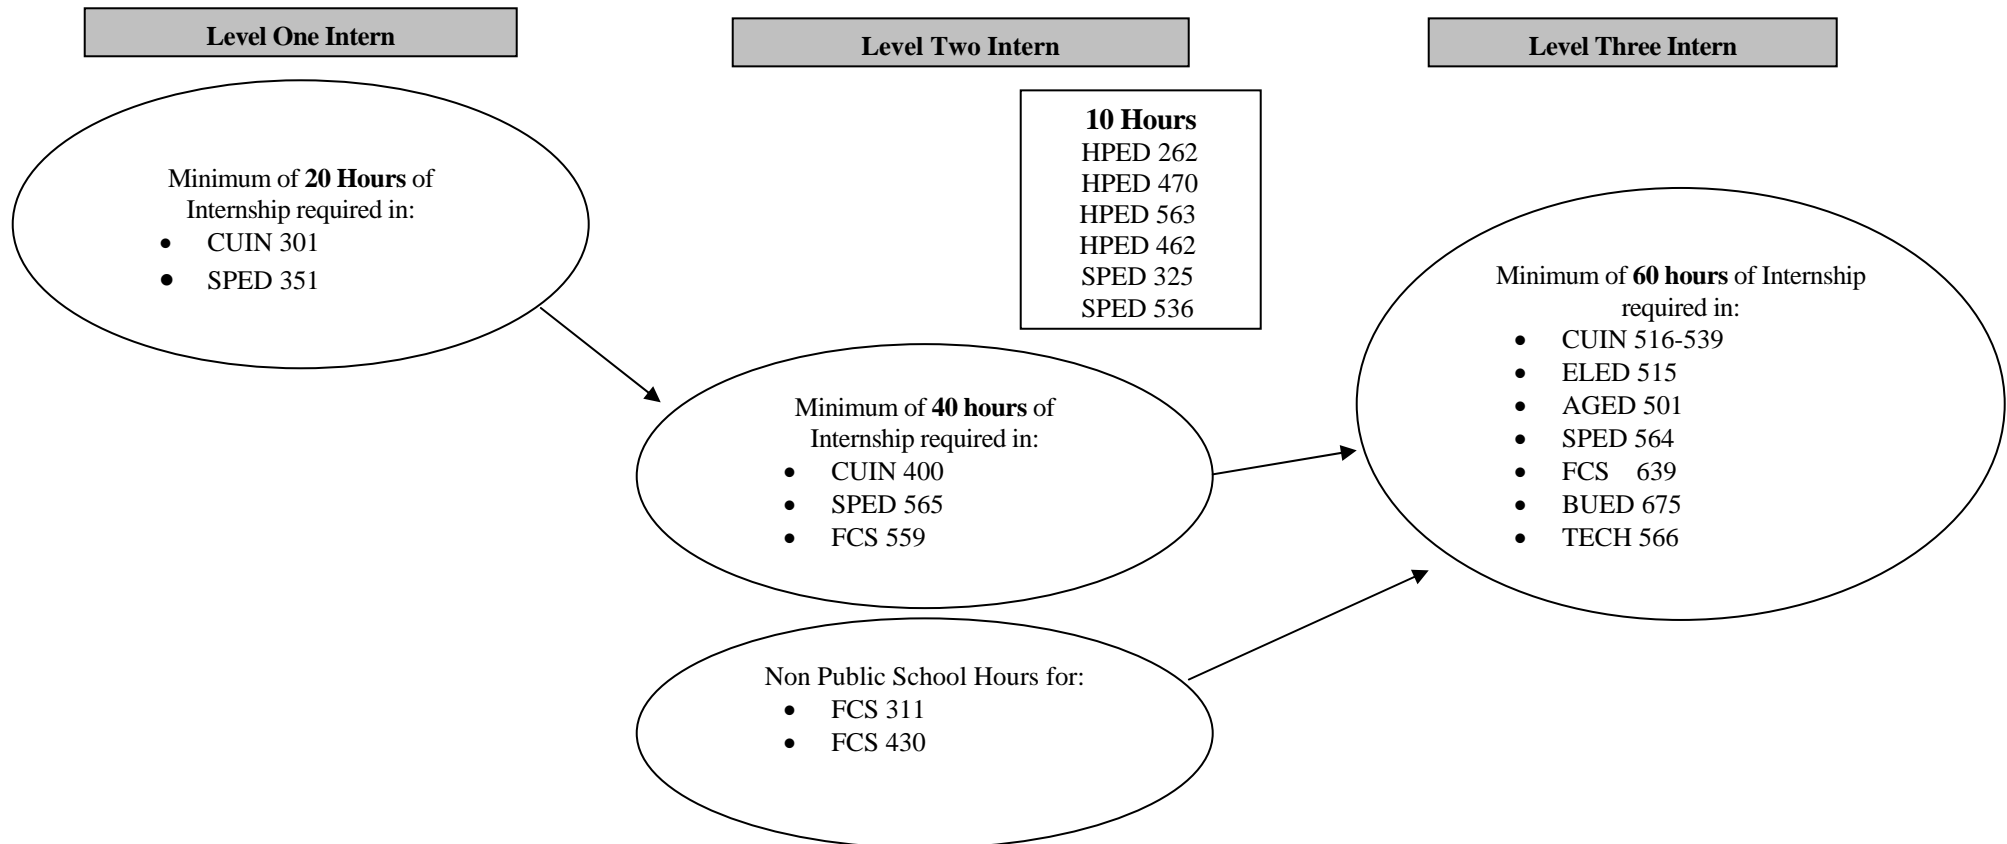 Level One Intern
Minimum of 20 Hours of
Internship required in:
• CUIN 301
• SPED 351
Level Two Intern
10 Hours
HPED 262
HPED 470
HPED 563
HPED 462
SPED 325
SPED 536
Minimum of 40 hours of
Internship required in:
• CUIN 400
• SPED 565
• FCS 559
Non Public School Hours for:
• FCS 311
• FCS 430
Level Three Intern
Minimum of 60 hours of Internship
required in:
• CUIN 516-539
• ELED 515
• AGED 501
• SPED 564
• FCS 639
• BUED 675
• TECH 566